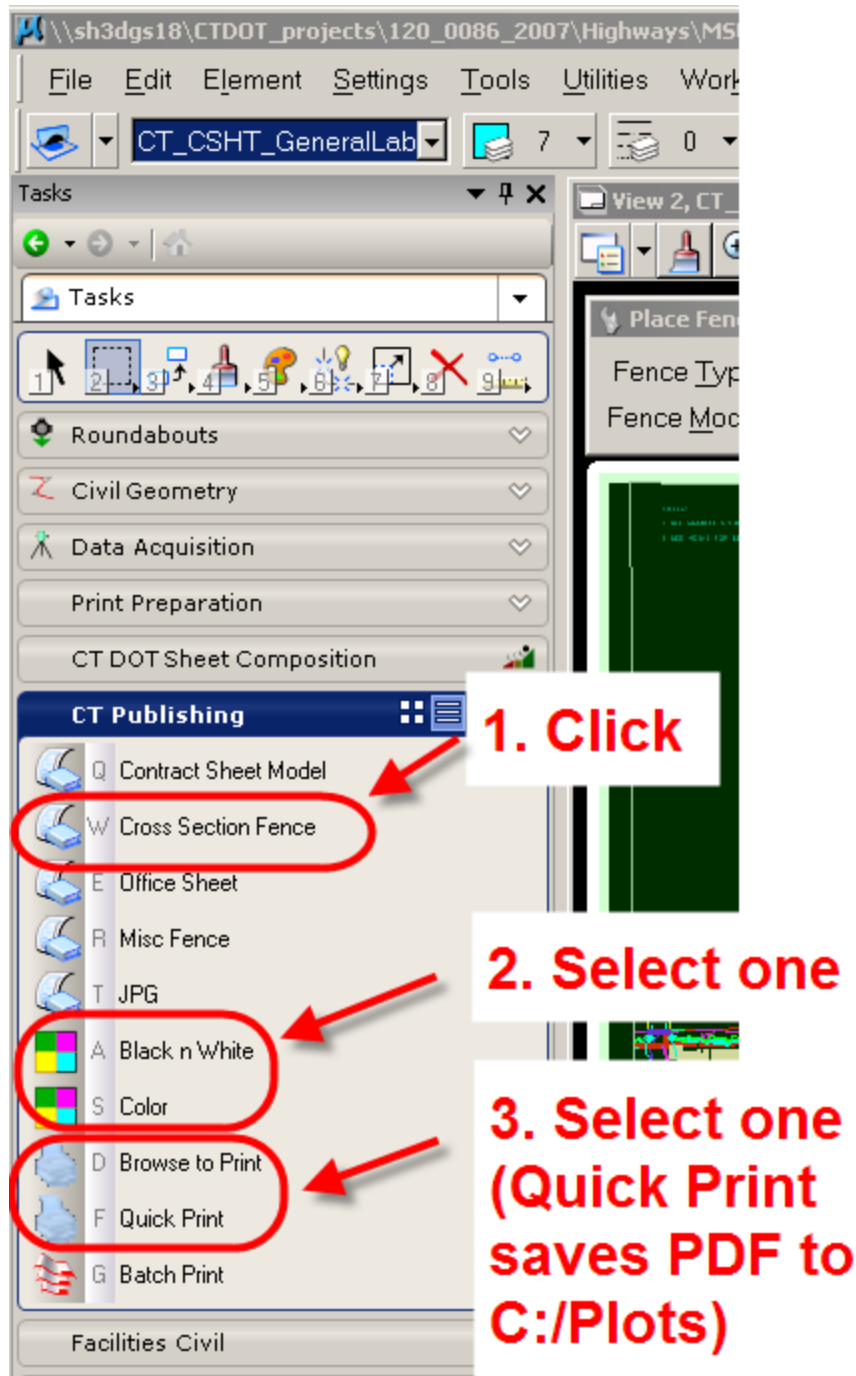 \\sh3dgs18\CTDOT_projects\120_0086_2007\Highways\
File Edit Element Settings Tools Utilities
CT_CSHT_GeneralLab 7 0
Tasks
View 2, CT_
Tasks
Place Fen
Fence Typ
Fence Moc
1 2 3 4 5 6 7 8 9
Roundabouts
Civil Geometry
Data Acquisition
Print Preparation
CT DOT Sheet Composition
CT Publishing
1. Click
Q Contract Sheet Model
W Cross Section Fence
E Office Sheet
R Misc Fence
T JPG
2. Select one
A Black n White
S Color
3. Select one
(Quick Print
saves PDF to
C:/Plots)
D Browse to Print
F Quick Print
G Batch Print
Facilities Civil